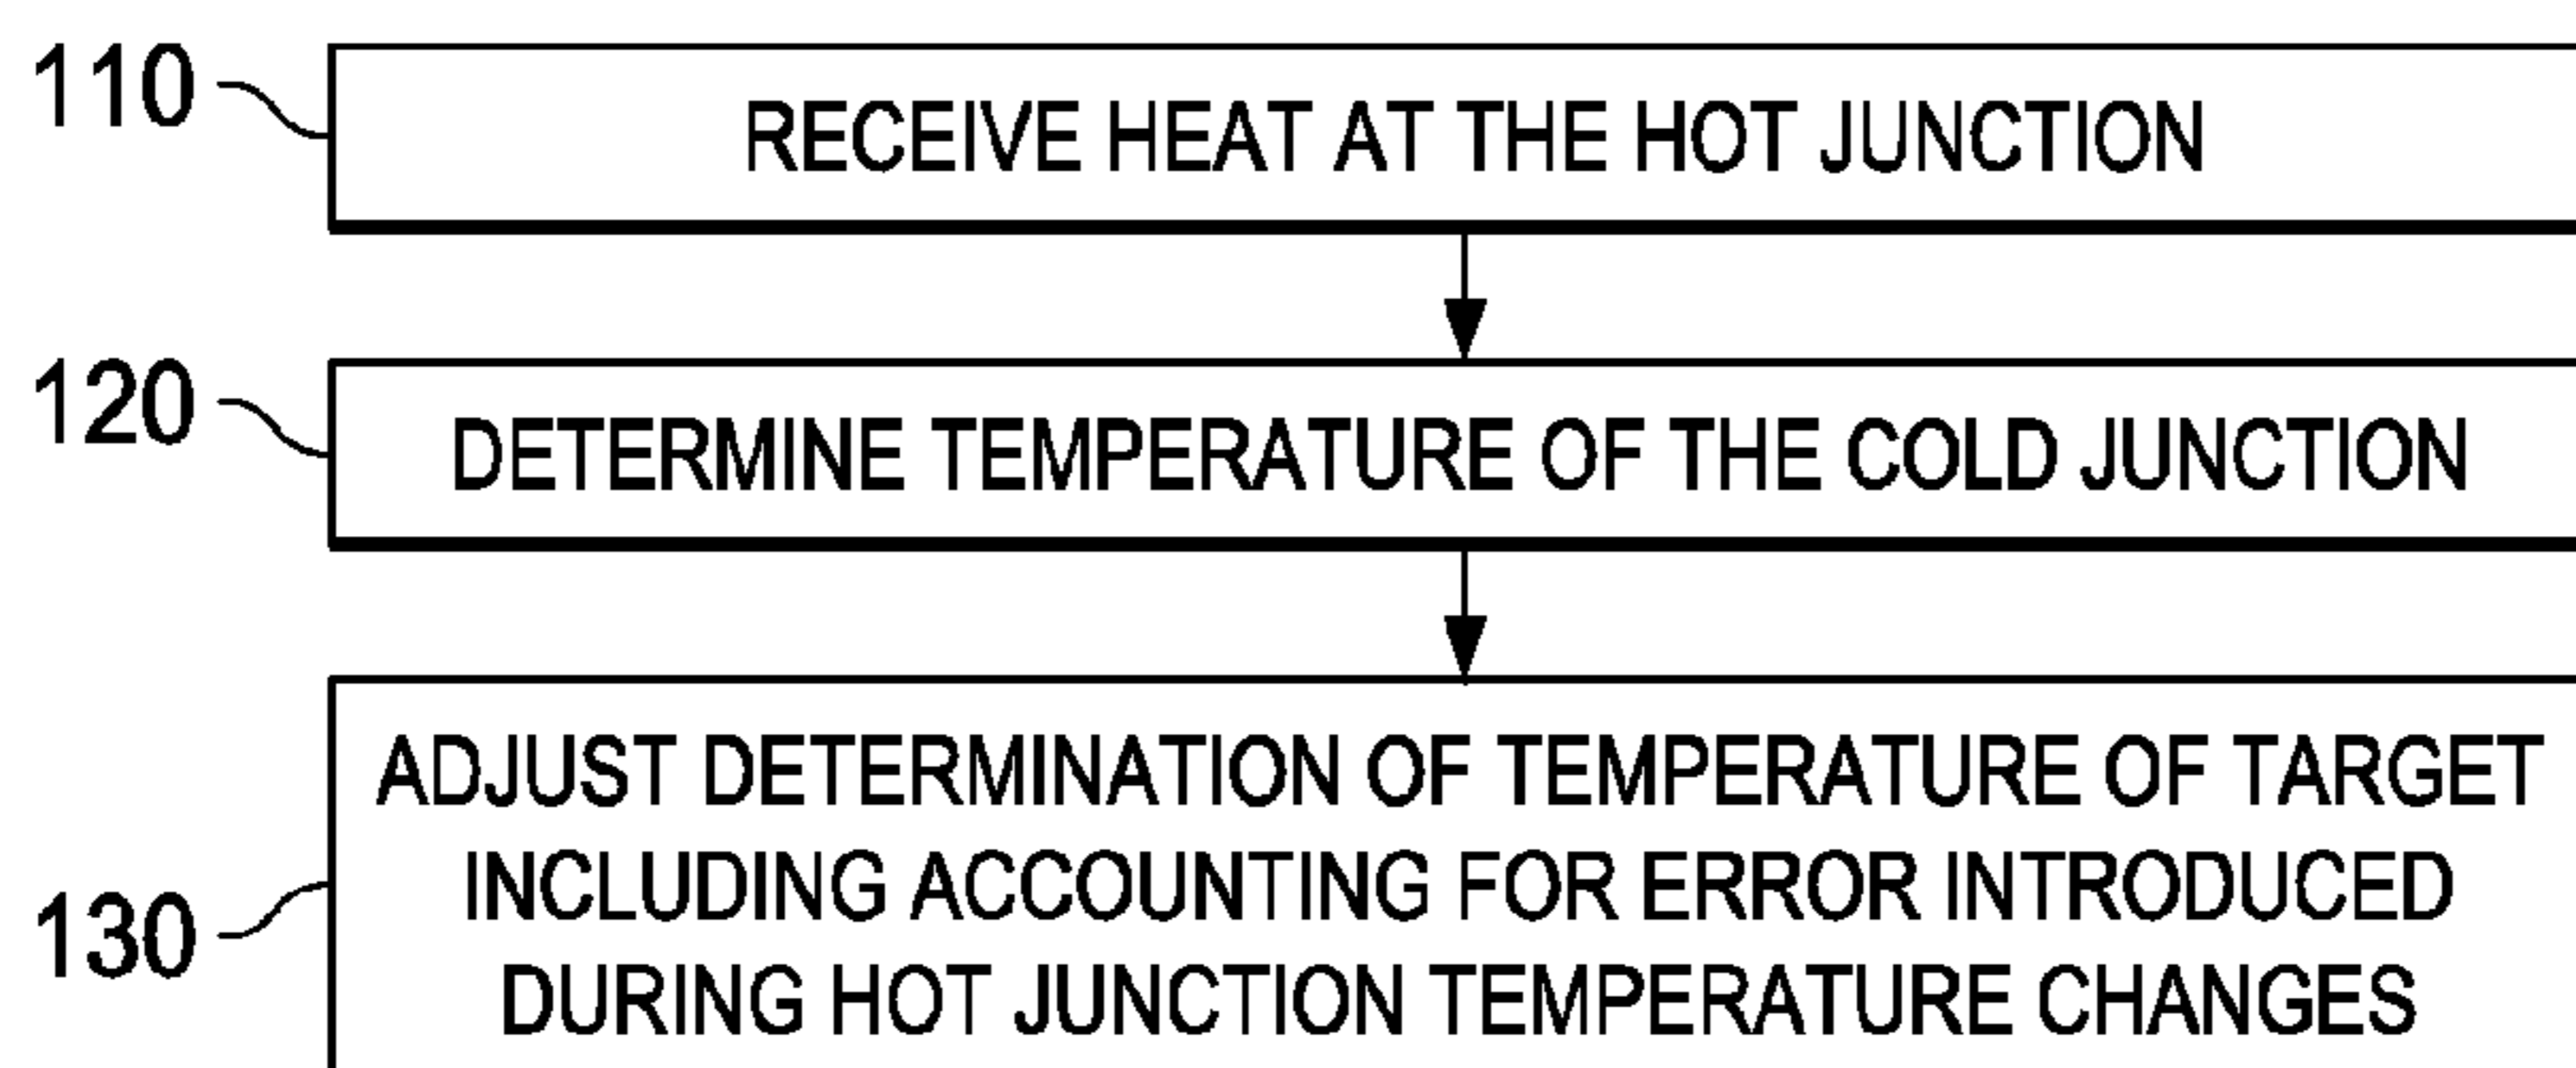 110
RECEIVE HEAT AT THE HOT JUNCTION
120
DETERMINE TEMPERATURE OF THE COLD JUNCTION
ADJUST DETERMINATION OF TEMPERATURE OF TARGET
INCLUDING ACCOUNTING FOR ERROR INTRODUCED
130
DURING HOT JUNCTION TEMPERATURE CHANGES